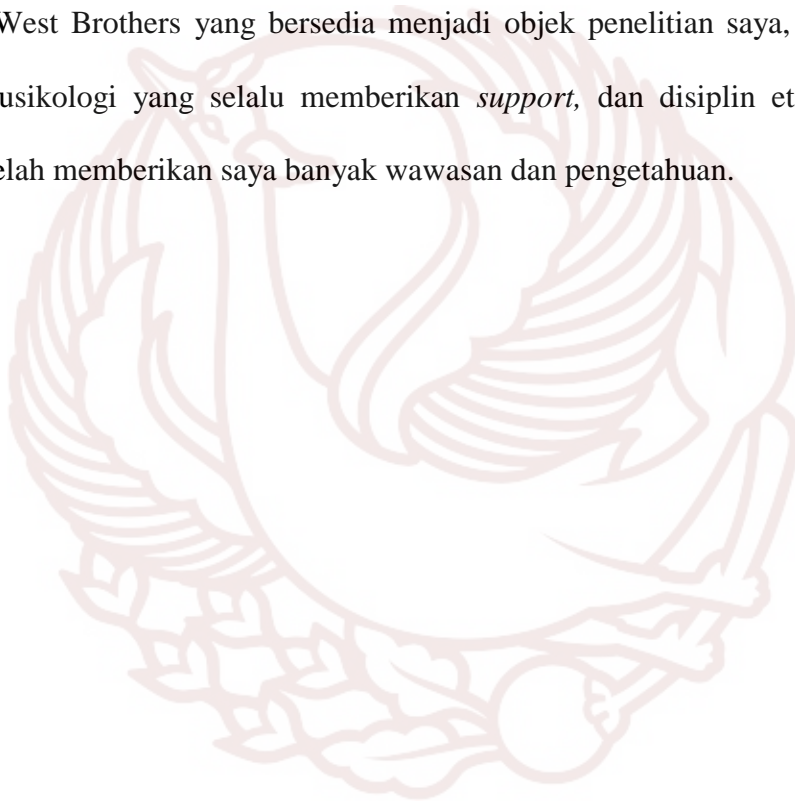 West Brothers yang bersedia menjadi objek penelitian saya,
usikologi yang selalu memberikan support, dan disiplin et
elah memberikan saya banyak wawasan dan pengetahuan.